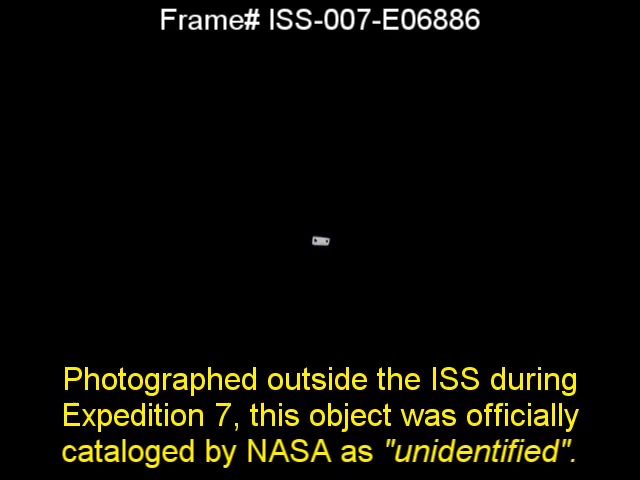 Frame# ISS-007-E06886
Photographed outside the ISS during
Expedition 7, this object was officially
cataloged by NASA as "unidentified".